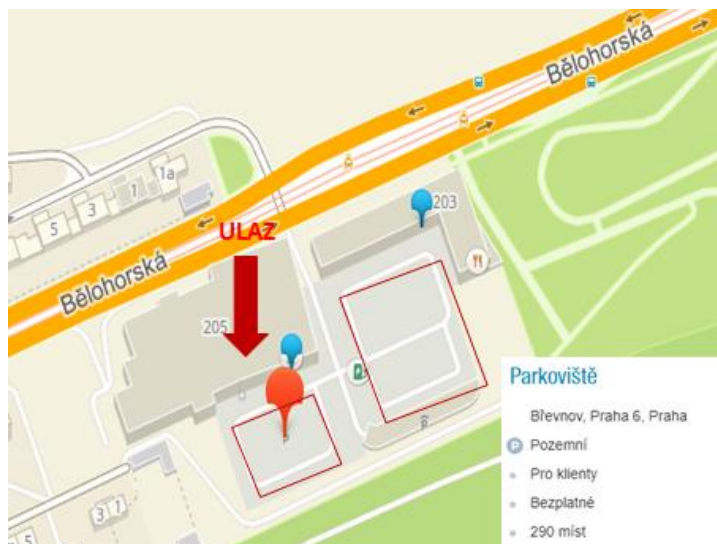 Bělohorská
1a
1
3
5
203
ULAZ
Bělohorská
205
Parkoviště
Břevnov, Praha 6, Praha
P Pozemní
Pro klienty
Bezplatné
290 míst
3
1
5